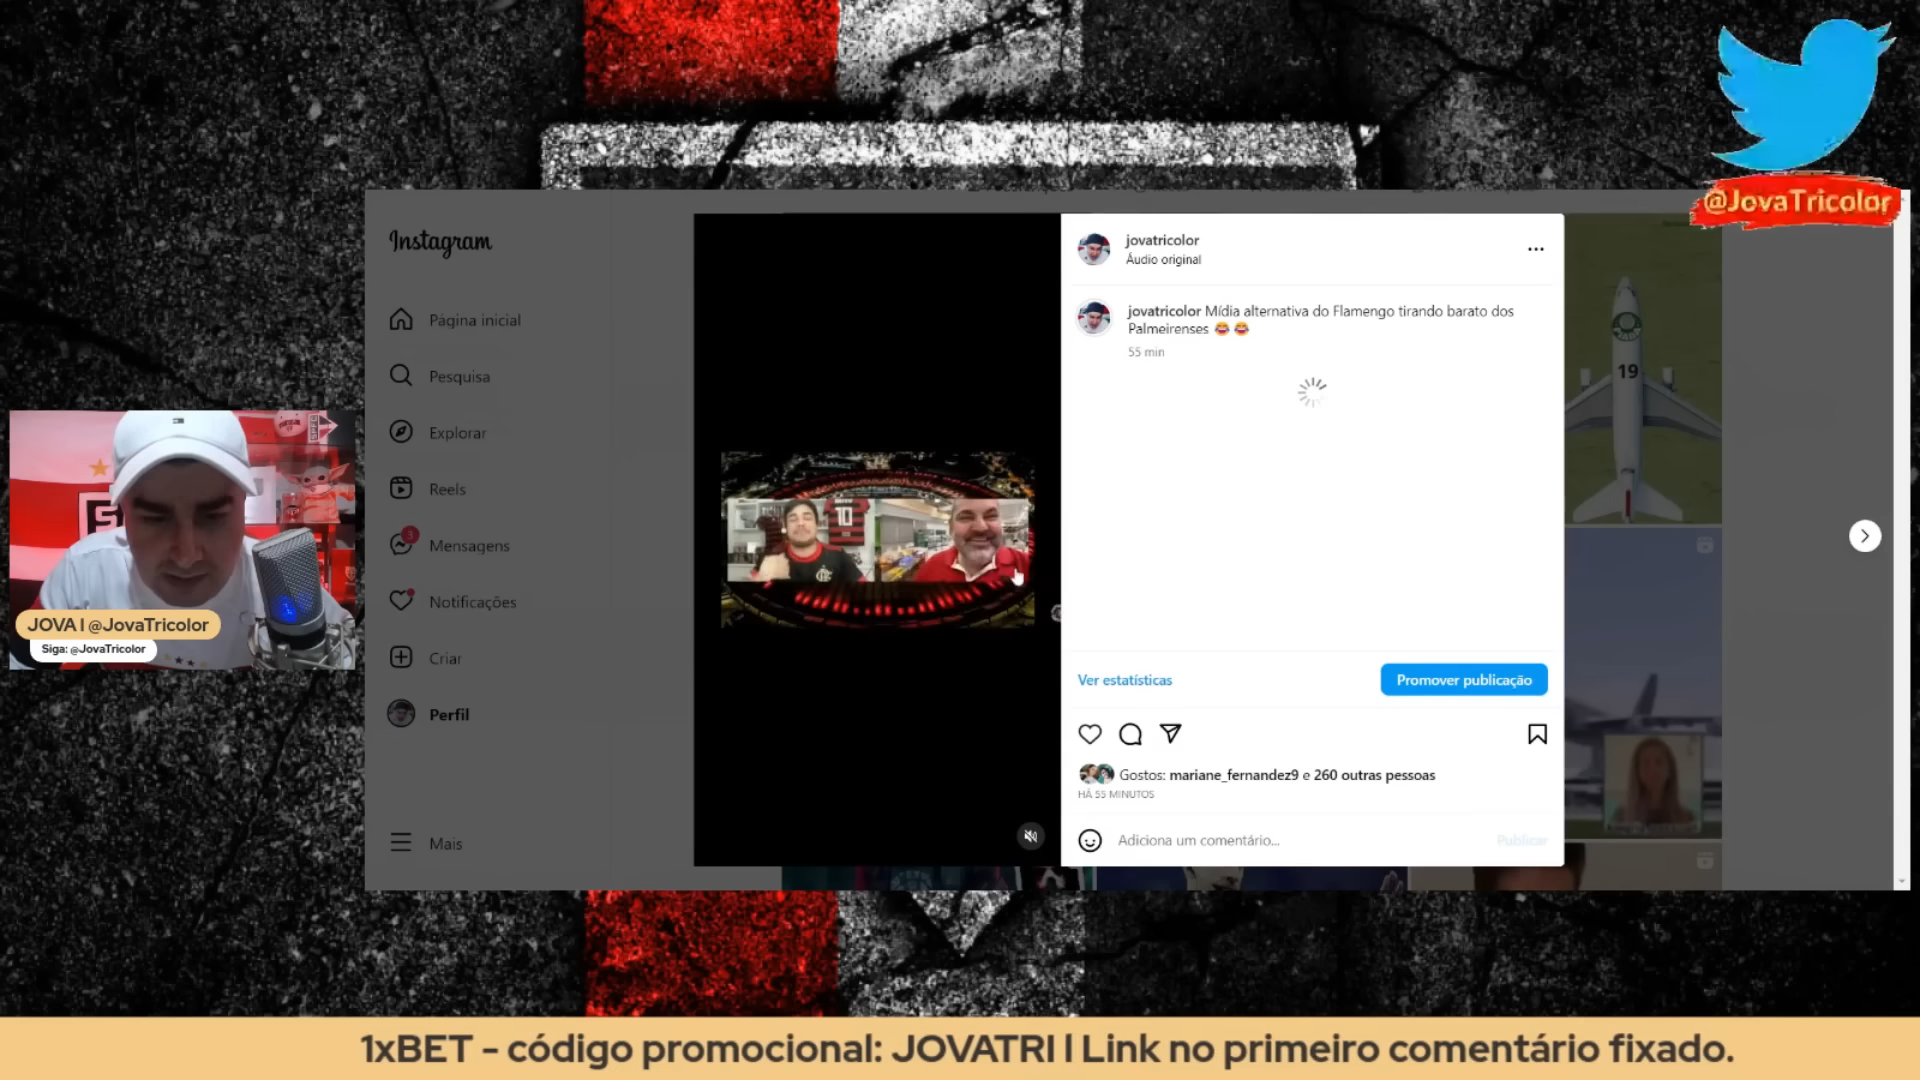 @JovaTricolor
Instagram
Página inicial
Pesquisa
Explorar
Reels
3
Mensagens
Notificações
Criar
Perfil
Mais
10
jovatricolor
Áudio original
jovatricolor Mídia alternativa do Flamengo tirando barato dos
Palmeirenses 😂 😂
55 min
Ver estatísticas
Promover publicação
Gostos: mariane_fernandez9 e 260 outras pessoas
HÁ 55 MINUTOS
Adiciona um comentário...
Publicar
19
JOVA l @JovaTricolor
Siga: @JovaTricolor
1xBET - código promocional: JOVATRI l Link no primeiro comentário fixado.